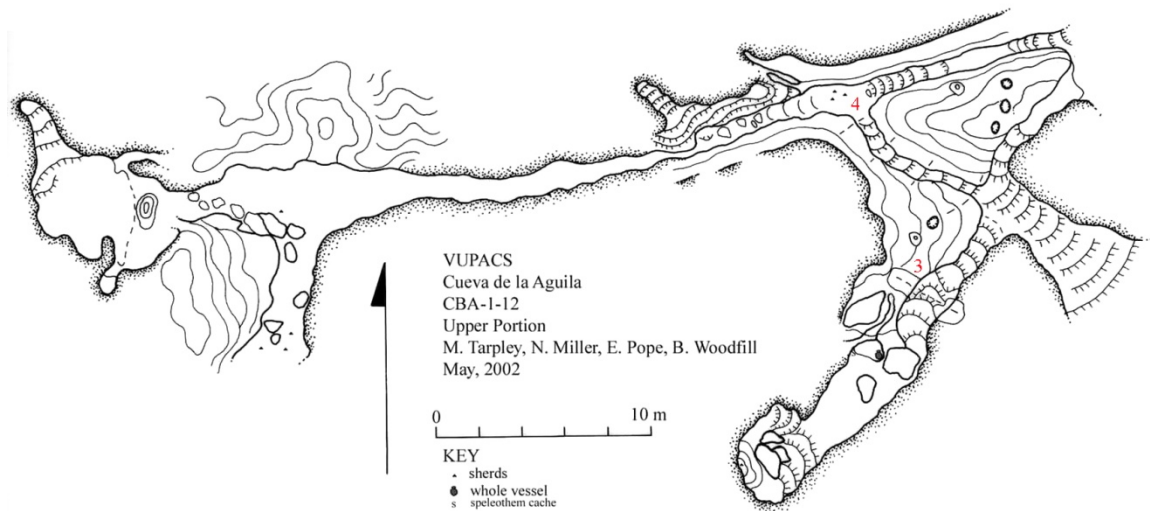 4
3
VUPACS
Cueva de la Aguila
CBA-1-12
Upper Portion
M. Tarpley, N. Miller, E. Pope, B. Woodfill
May, 2002
0 10 m
KEY
sherds
whole vessel
s speleothem cache